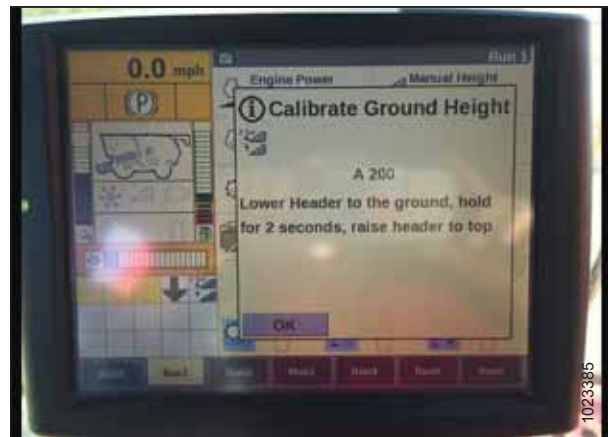 Run 1
0.0 mph
Engine Power
Manual Height
(P)
Calibrate Ground Height
A 200
Lower Header to the ground, hold
for 2 seconds, raise header to top
OK
Run2
1023385